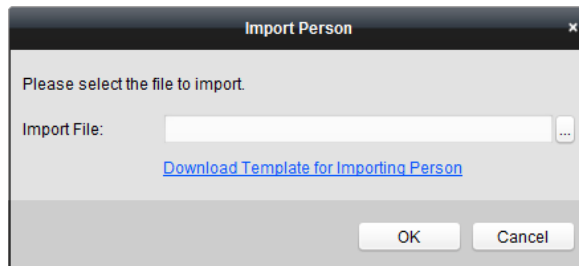 Import Person
×
Please select the file to import.
Import File:
...
Download Template for Importing Person
OK Cancel